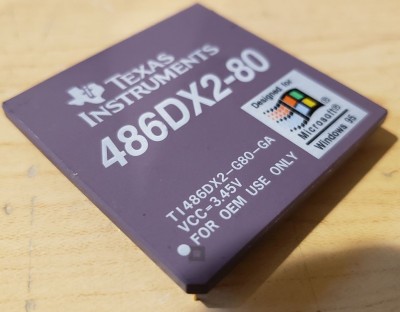 TEXAS
INSTRUMENTS
486DX2-80
TI486DX2-G80-GA
VCC=3.45V
FOR OEM USE ONLY
Designed for
Microsoft®
Windows 95